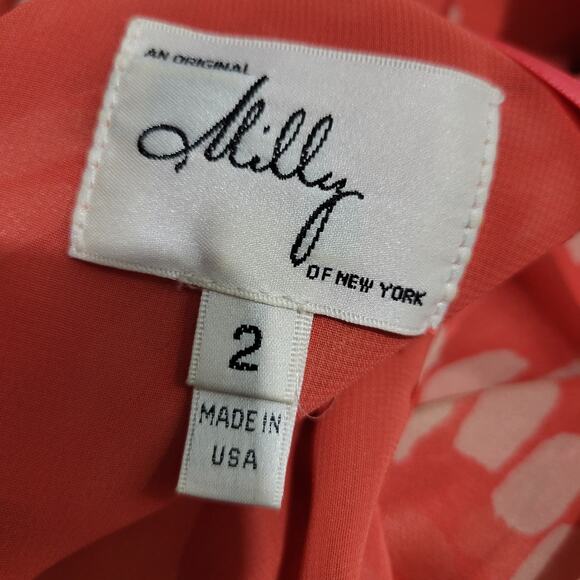 AN ORIGINAL
Milly
OF NEW YORK
2
MADE IN
USA